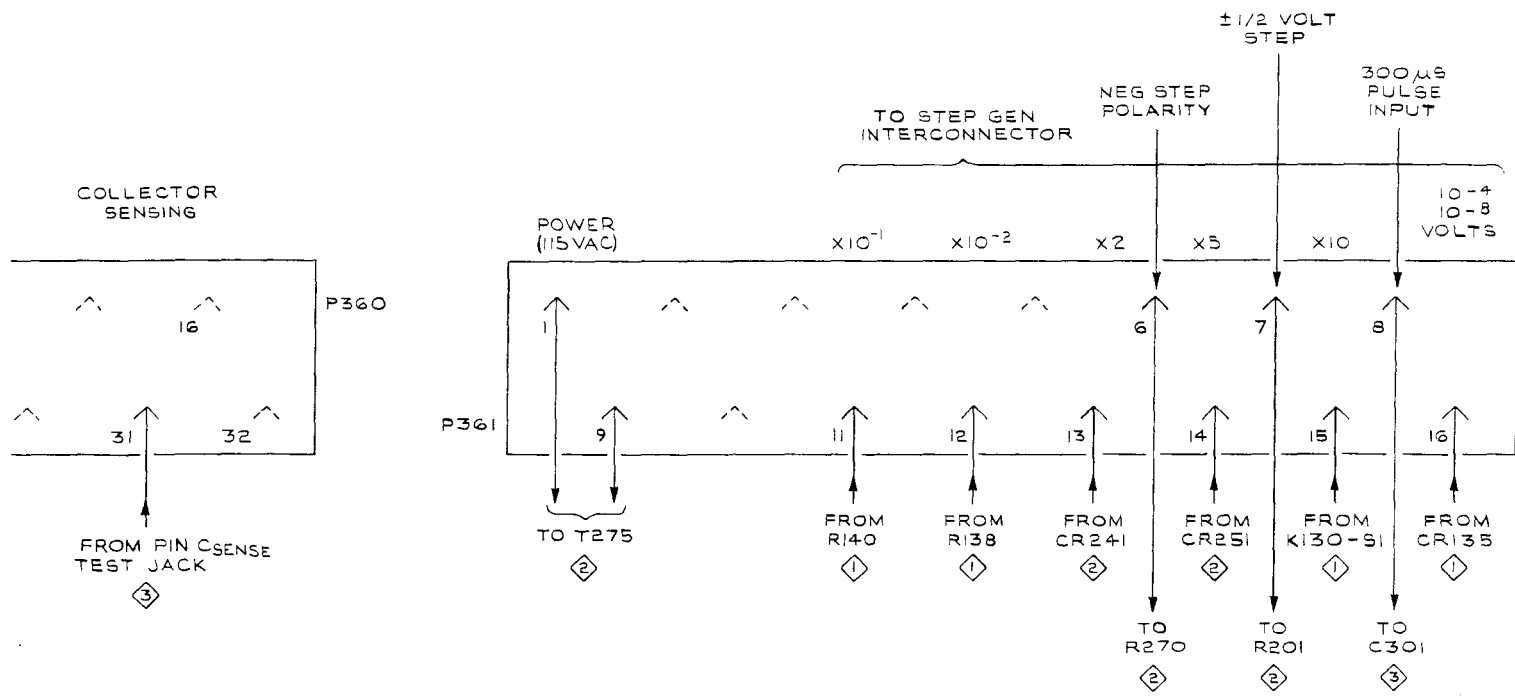 ±1/2 VOLT
STEP
300µS
PULSE
INPUT
NEG STEP
POLARITY
TO STEP GEN
INTERCONNECTOR
COLLECTOR
SENSING
POWER
(115VAC)
X10⁻¹
X10⁻²
X2
X5
X10
10⁻⁴
10⁻⁸
VOLTS
P360
16
1
6
7
8
P361
31
32
9
11
12
13
14
15
16
FROM PIN CSENSE
TEST JACK
3
TO T275
2
FROM
R140
1
FROM
R138
1
FROM
CR241
2
FROM
CR251
2
FROM
K130-S1
1
FROM
CR135
1
TO
R270
2
TO
R201
2
TO
C301
3